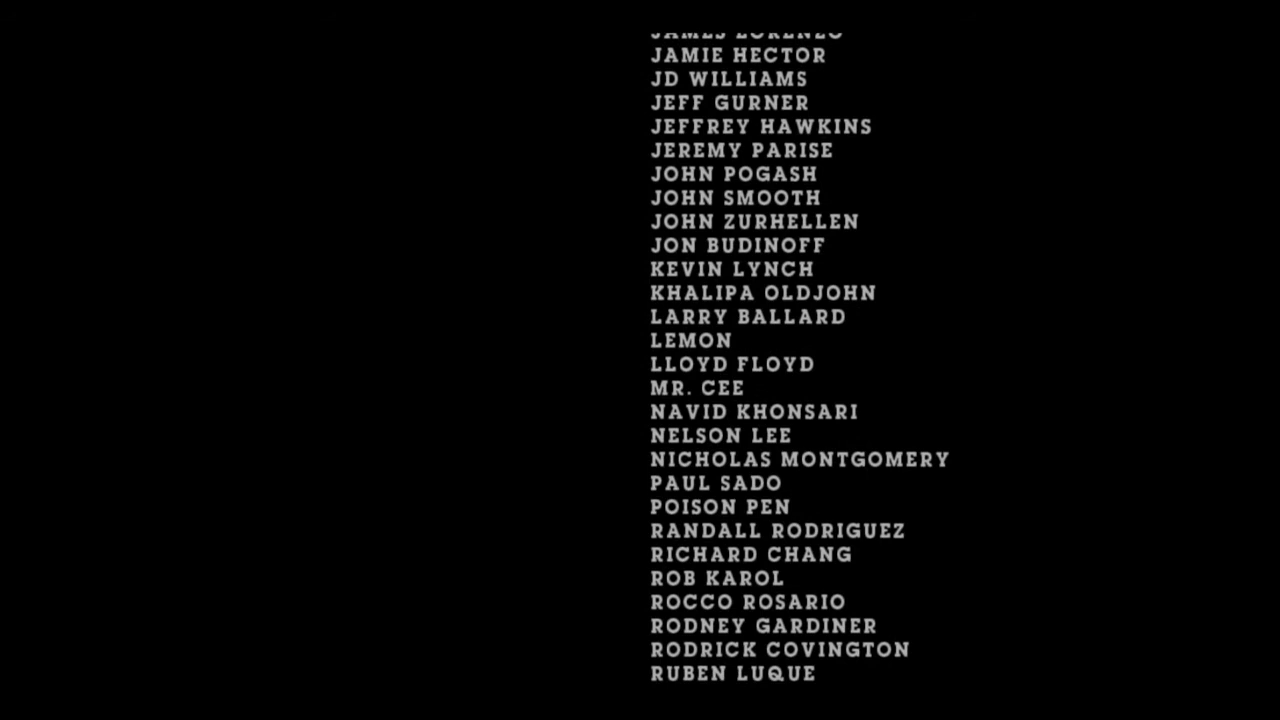 JAMES LORENZO
JAMIE HECTOR
JD WILLIAMS
JEFF GURNER
JEFFREY HAWKINS
JEREMY PARISE
JOHN POGASH
JOHN SMOOTH
JOHN ZURHELLEN
JON BUDINOFF
KEVIN LYNCH
KHALIPA OLDJOHN
LARRY BALLARD
LEMON
LLOYD FLOYD
MR. CEE
NAVID KHONSARI
NELSON LEE
NICHOLAS MONTGOMERY
PAUL SADO
POISON PEN
RANDALL RODRIGUEZ
RICHARD CHANG
ROB KAROL
ROCCO ROSARIO
RODNEY GARDINER
RODRICK COVINGTON
RUBEN LUQUE